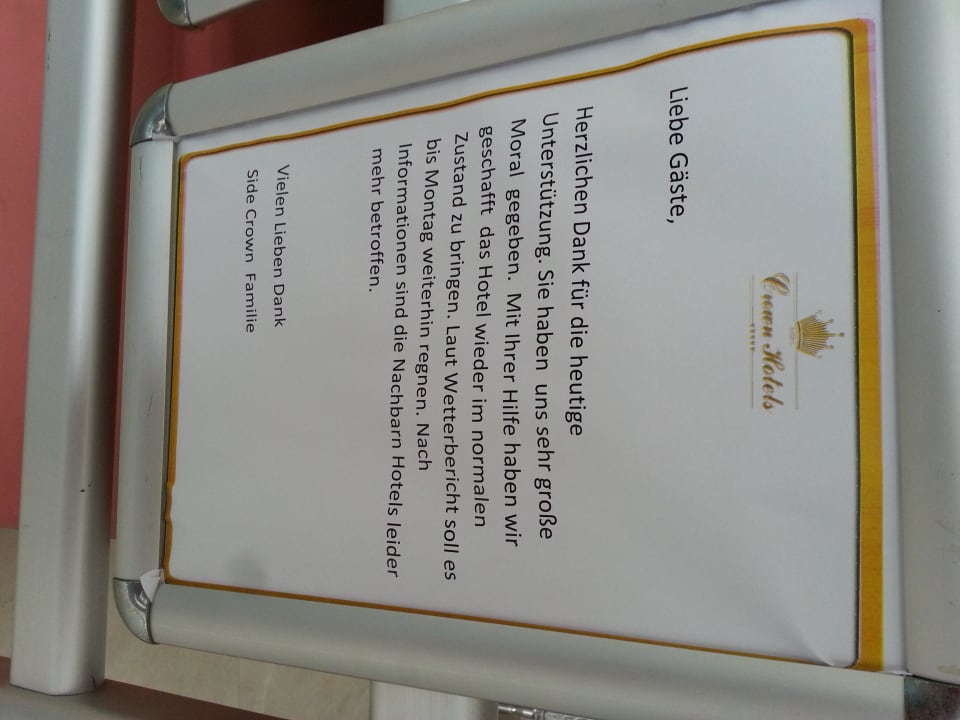 Crown Hotels
Liebe Gäste,
Herzlichen Dank für die heutige
Unterstützung. Sie haben uns sehr große
Moral gegeben. Mit Ihrer Hilfe haben wir
geschafft das Hotel wieder im normalen
Zustand zu bringen. Laut Wetterbericht soll es
bis Montag weiterhin regnen. Nach
Informationen sind die Nachbarn Hotels leider
mehr betroffen.
Vielen Lieben Dank
Side Crown Familie